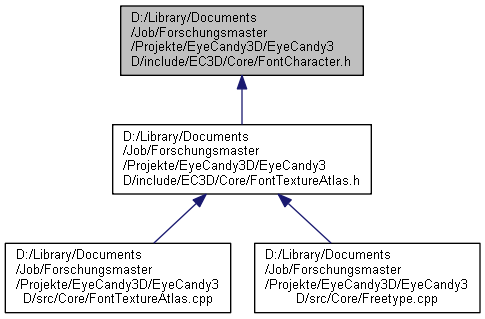 D:/Library/Documents
/Job/Forschungsmaster
/Projekte/EyeCandy3D/EyeCandy3
D/include/EC3D/Core/FontCharacter.h
D:/Library/Documents
/Job/Forschungsmaster
/Projekte/EyeCandy3D/EyeCandy3
D/include/EC3D/Core/FontTextureAtlas.h
D:/Library/Documents
/Job/Forschungsmaster
/Projekte/EyeCandy3D/EyeCandy3
D/src/Core/FontTextureAtlas.cpp
D:/Library/Documents
/Job/Forschungsmaster
/Projekte/EyeCandy3D/EyeCandy3
D/src/Core/Freetype.cpp